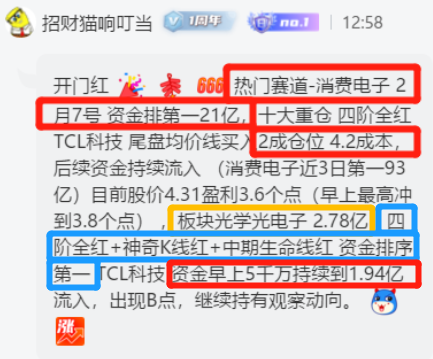 招财猫响叮当 V 1周年 no.1 12:58
开门红 666 热门赛道-消费电子 2
月7号 资金排第一21亿，十大重仓 四阶全红
TCL科技 尾盘均价线买入 2成仓位 4.2成本，
后续资金持续流入 （消费电子近3日第一93
亿）目前股价4.31盈利3.6个点（早上最高冲
到3.8个点） ，板块光学光电子 2.78亿 四
阶全红+神奇K线红+中期生命线红 资金排序
第一 TCL科技 资金早上5千万持续到1.94亿
流入，出现B点，继续持有观察动向。
涨